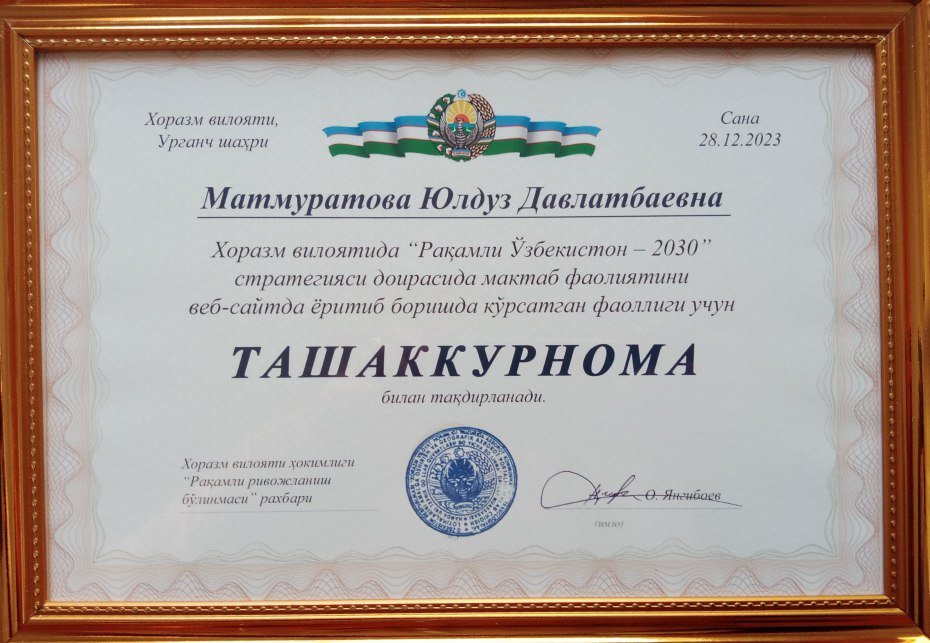 Хоразм вилояти,
Урганч шаҳри
Сана
28.12.2023
Матмуратова Юлдуз Давлатбаевна
Хоразм вилоятида “Рақамли Ўзбекистон – 2030”
стратегияси доирасида мактаб фаолиятини
веб-сайтда ёритиб боришда кўрсатган фаоллиги учун
ТАШАККУРНОМА
билан тақдирланади.
Хоразм вилояти ҳокимлиги
“Рақамли ривожланиш
бўлинмаси” раҳбари
О. Янгибоев
(имзо)